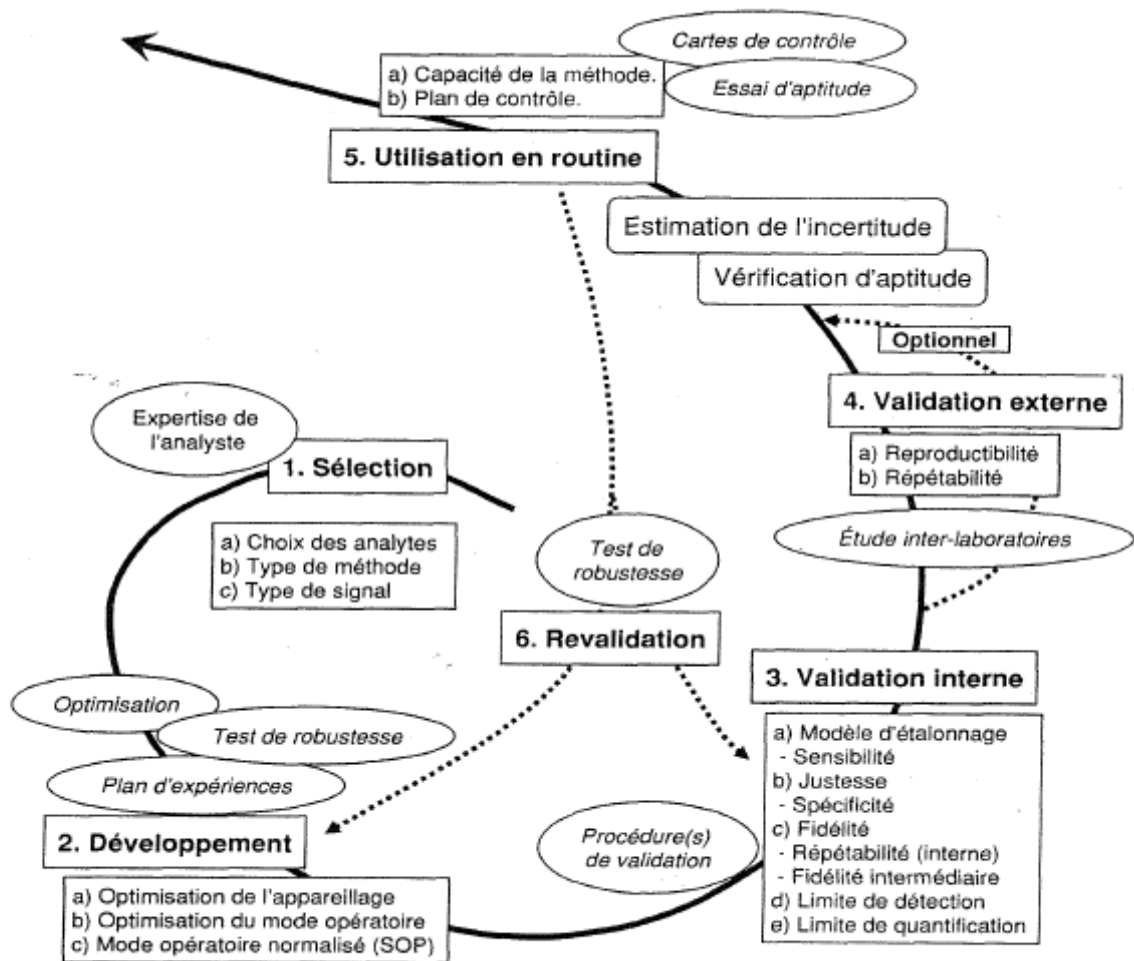 Cartes de contrôle
a) Capacité de la méthode.
b) Plan de contrôle.
Essai d'aptitude
5. Utilisation en routine
Estimation de l'incertitude
Vérification d'aptitude
Optionnel
4. Validation externe
a) Reproductibilité
b) Répétabilité
Étude inter-laboratoires
Expertise de
l'analyste
1. Sélection
a) Choix des analytes
b) Type de méthode
c) Type de signal
Test de
robustesse
6. Revalidation
3. Validation interne
a) Modèle d'étalonnage
- Sensibilité
b) Justesse
- Spécificité
c) Fidélité
- Répétabilité (interne)
- Fidélité intermédiaire
d) Limite de détection
e) Limite de quantification
Optimisation
Test de robustesse
Plan d'expériences
2. Développement
a) Optimisation de l'appareillage
b) Optimisation du mode opératoire
c) Mode opératoire normalisé (SOP)
Procédure(s)
de validation